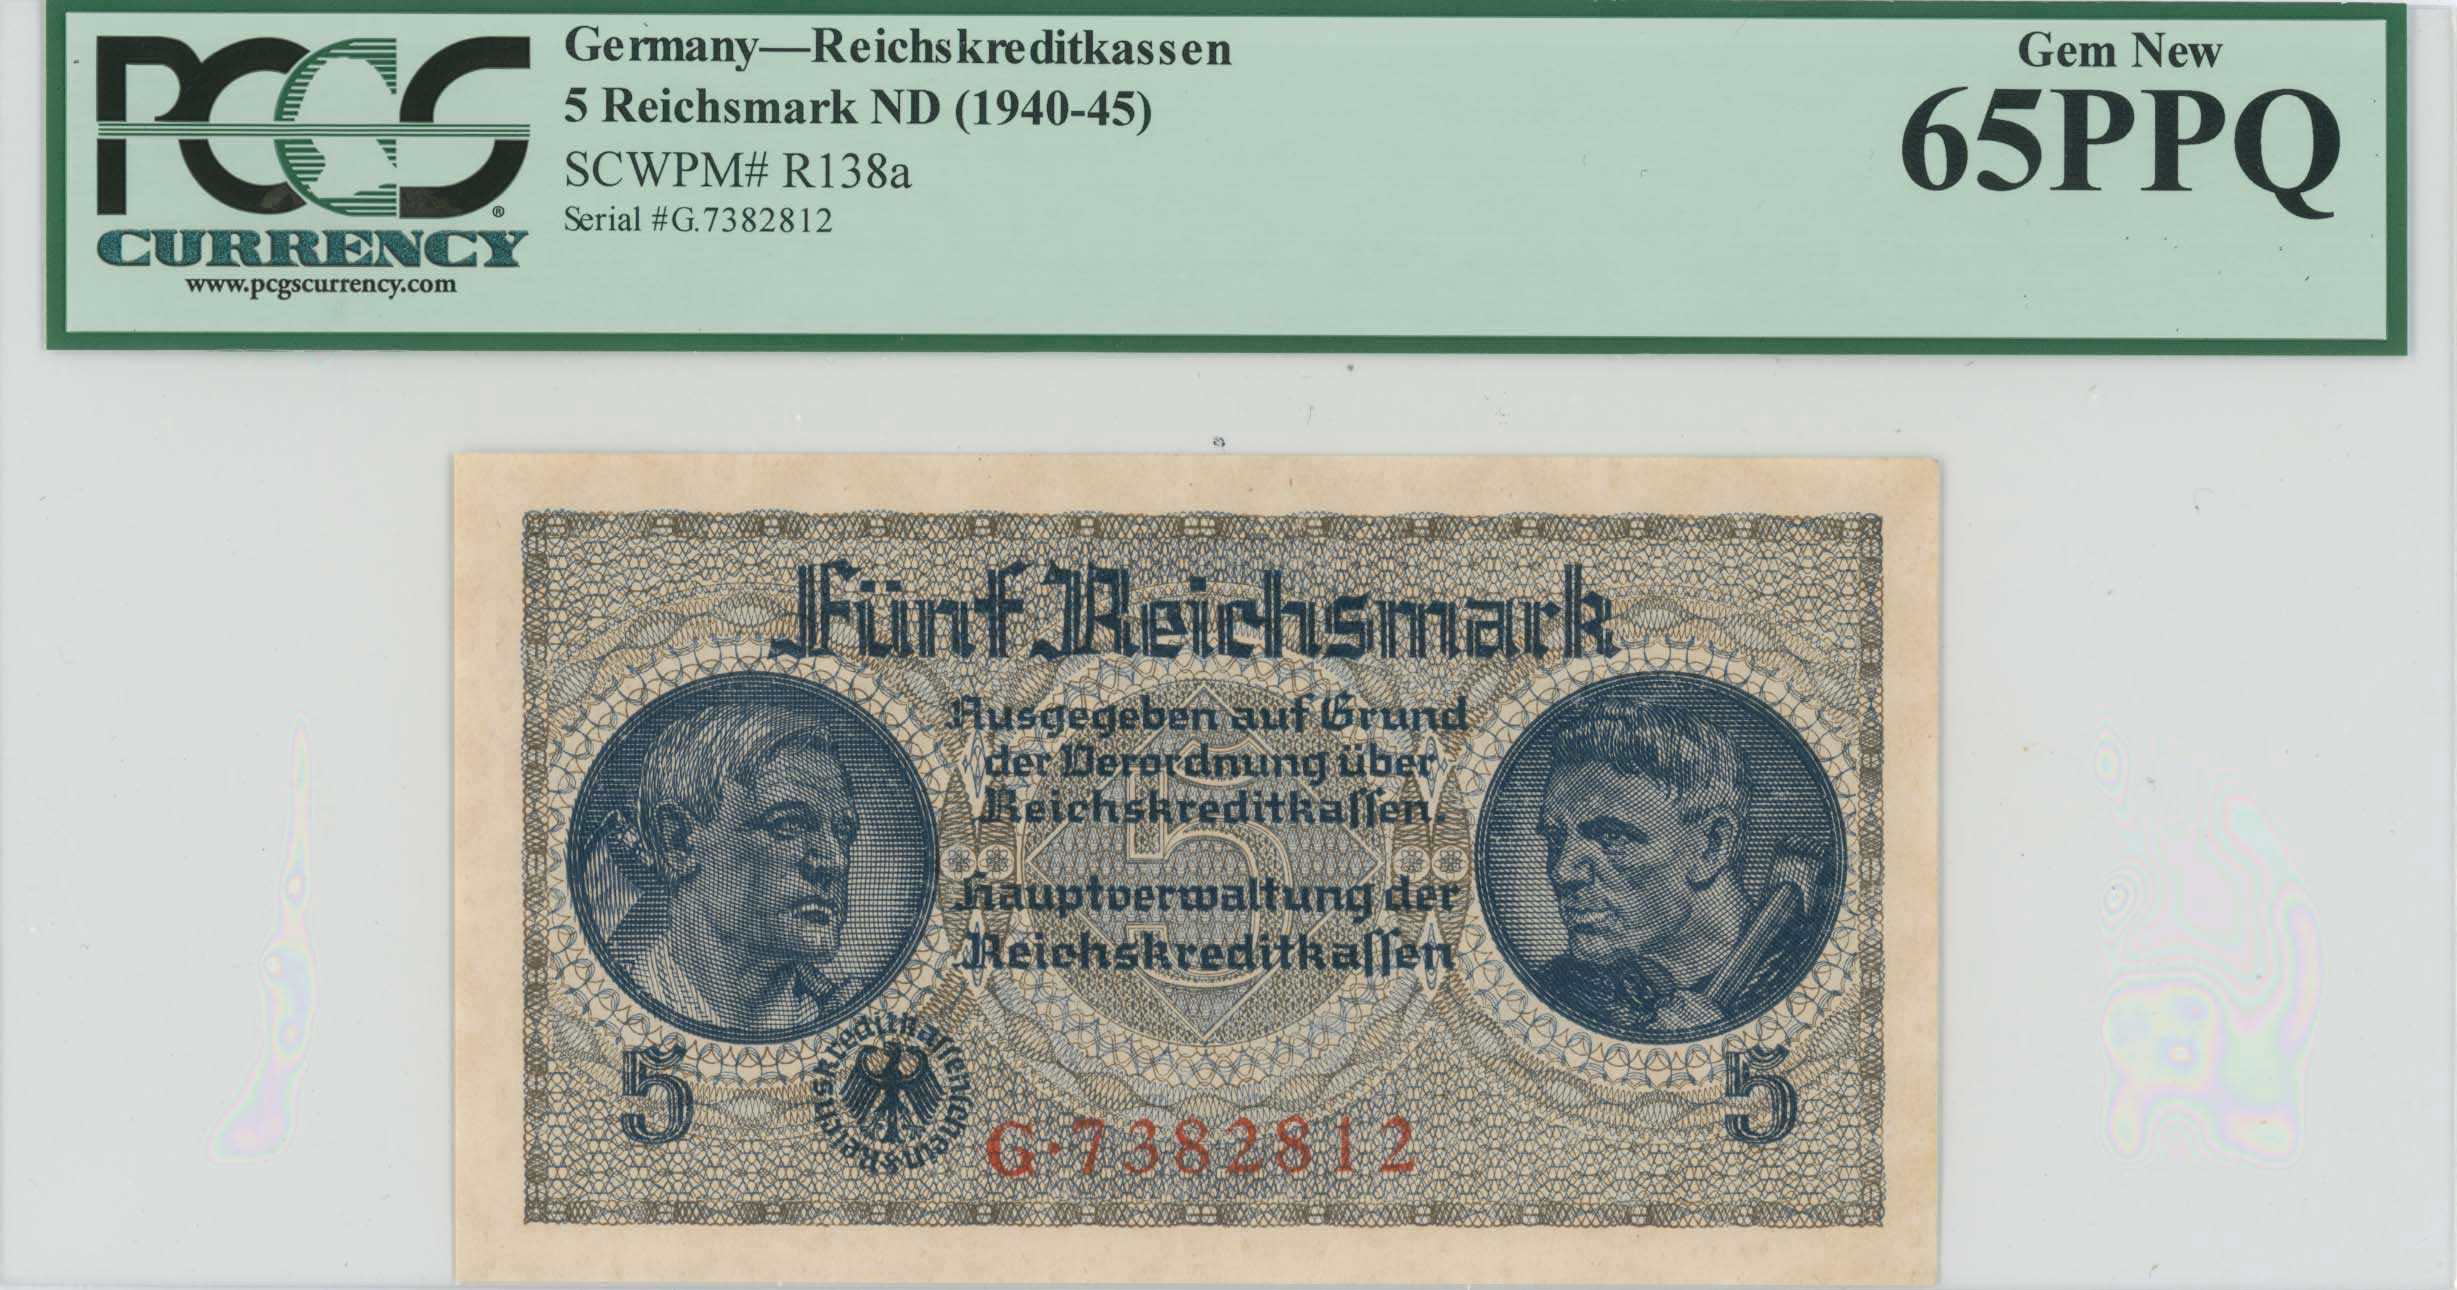 PCGS
®
CURRENCY
www.pcgscurrency.com
Germany—Reichskreditkassen
5 Reichsmark ND (1940-45)
SCWPM# R138a
Serial #G.7382812
Gem New
65PPQ
Fünf Reichsmark
Ausgegeben auf Grund
der Verordnung über
Reichskreditkaſſen.
5
Hauptverwaltung der
Reichskreditkaſſen
5
5
G·7382812